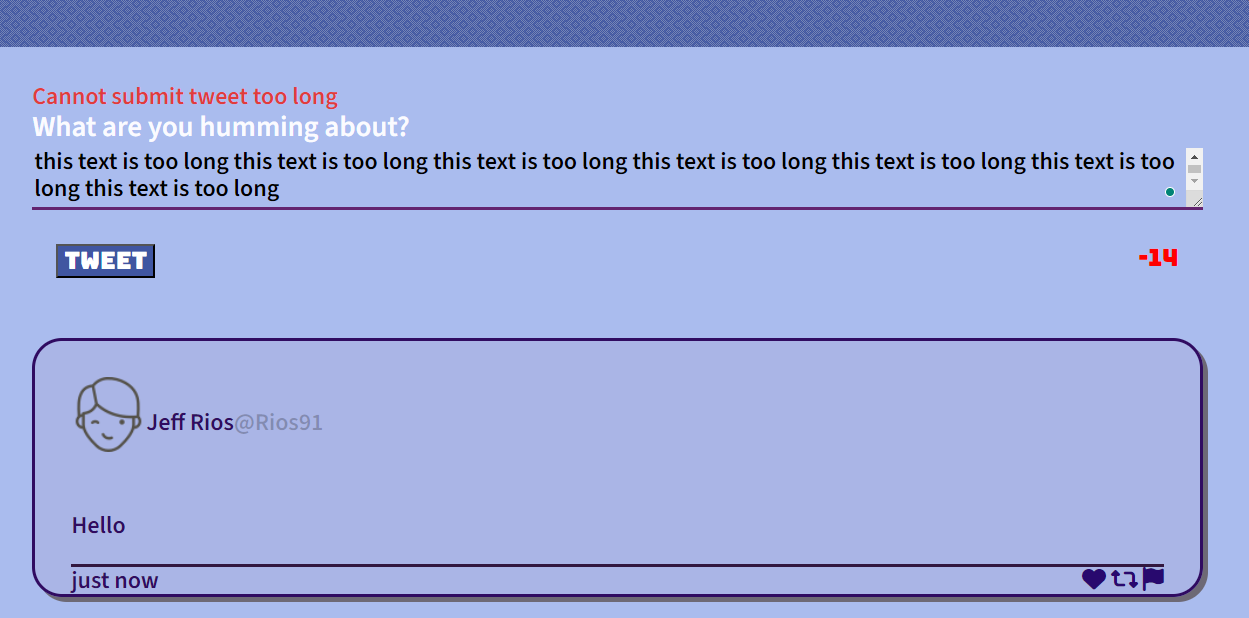 Cannot submit tweet too long
What are you humming about?
this text is too long this text is too long this text is too long this text is too long this text is too long this text is too
long this text is too long
TWEET
-14
Jeff Rios@Rios91
Hello
just now